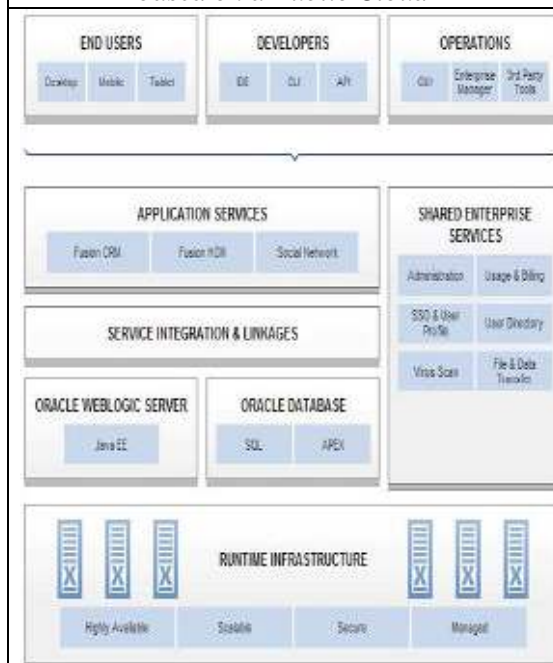 END USERS
Desktop Mobile Tablet
DEVELOPERS
IDE CLI API
OPERATIONS
GUI Enterprise Manager 3rd Party Tools
APPLICATION SERVICES
Fusion CRM Fusion HCM Social Network
SHARED ENTERPRISE
SERVICES
Administration Usage & Billing
SSO & User Profile User Directory
Virus Scan File & Data Transfer
SERVICE INTEGRATION & LINKAGES
ORACLE WEBLOGIC SERVER
Java EE
ORACLE DATABASE
SQL APEX
RUNTIME INFRASTRUCTURE
X X X X X X
Highly Available Scalable Secure Managed